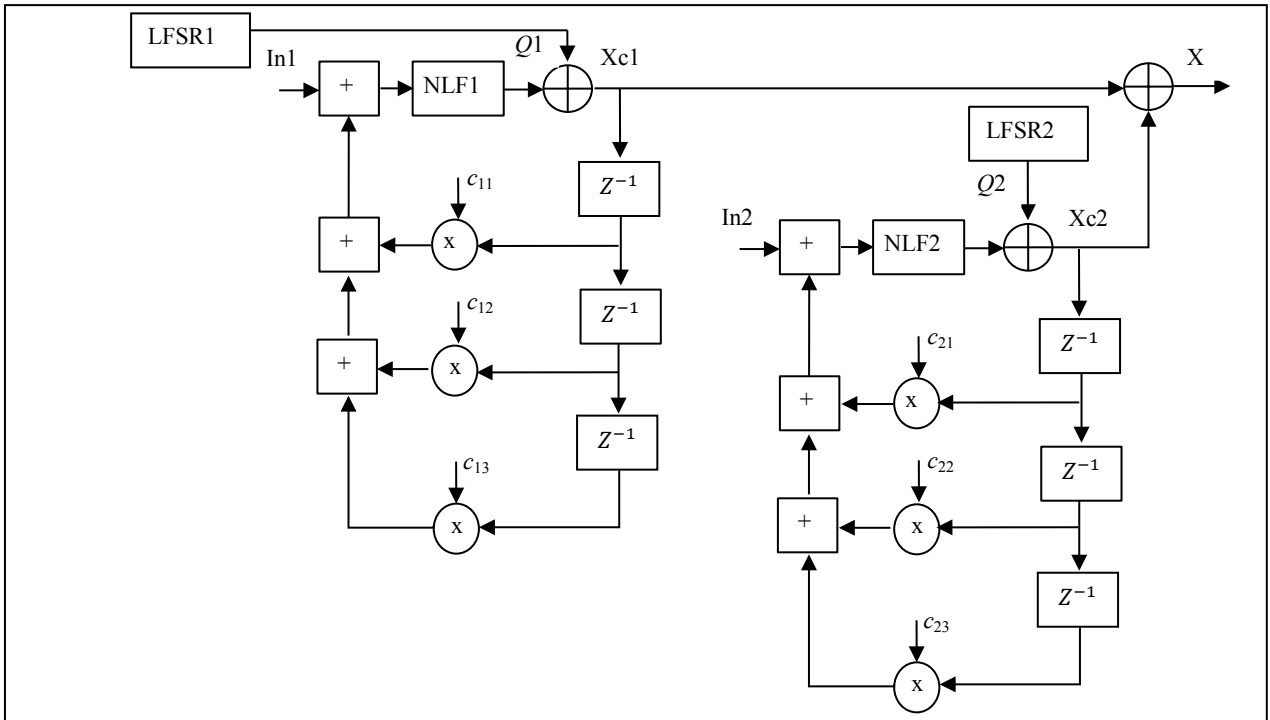 LFSR1
In1
Q1
Xc1
X
+
NLF1
LFSR2
Z⁻¹
c₁₁
Q2
In2
Xc2
+
x
+
NLF2
Z⁻¹
c₁₂
c₂₁
Z⁻¹
+
x
+
x
Z⁻¹
c₁₃
c₂₂
Z⁻¹
x
+
x
Z⁻¹
c₂₃
x